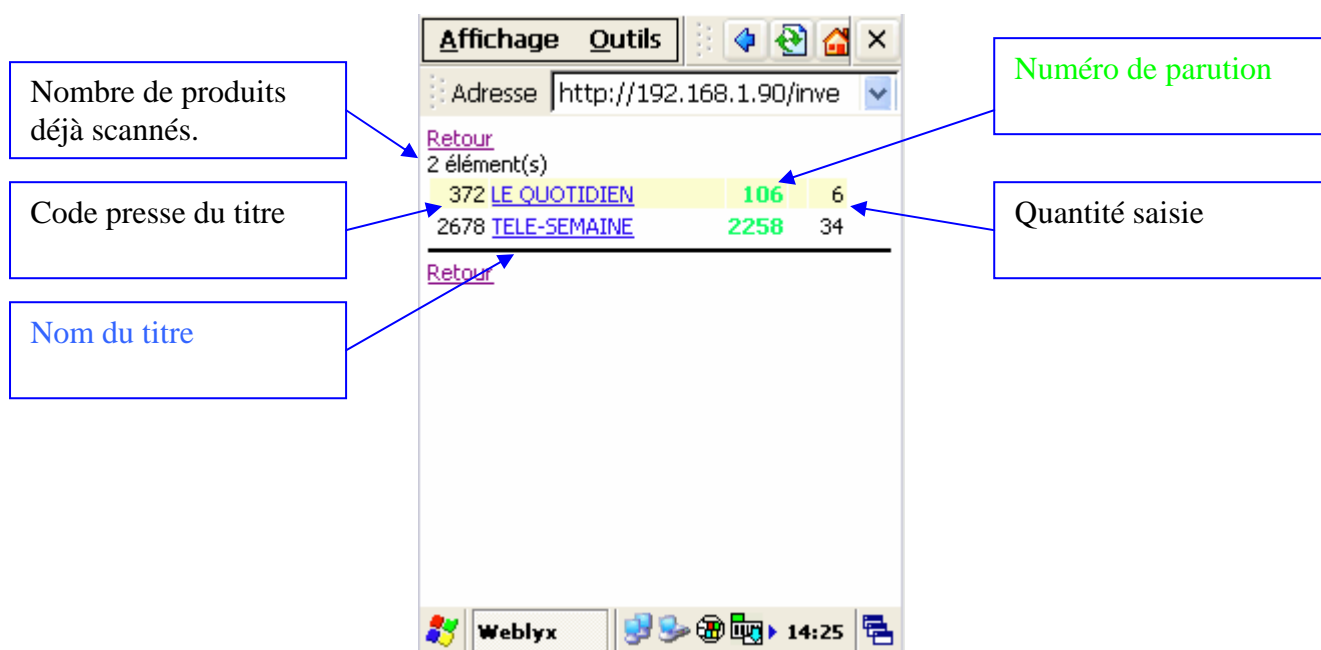 Affichage Outils
Adresse http://192.168.1.90/inve
Nombre de produits
déjà scannés.
Code presse du titre
Nom du titre
Retour
2 élément(s)
372 LE QUOTIDIEN 106 6
2678 TELE-SEMAINE 2258 34
Retour
Numéro de parution
Quantité saisie
Weblyx 14:25